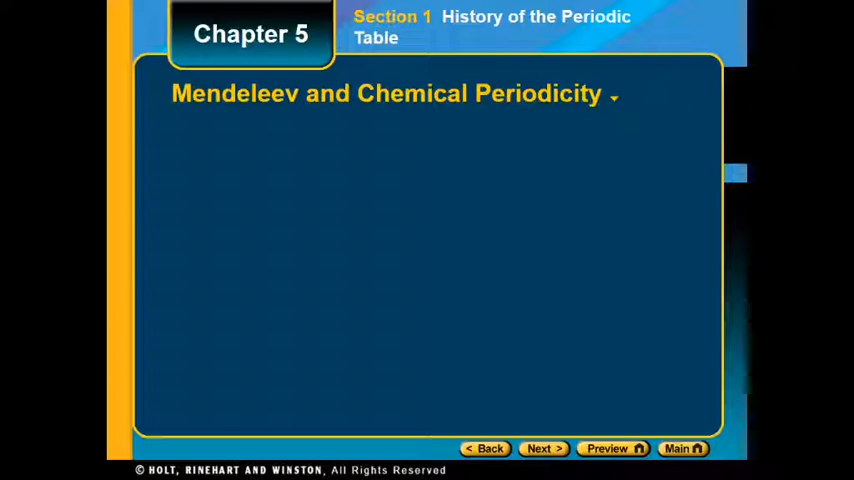 Chapter 5
Section 1 History of the Periodic
Table
Mendeleev and Chemical Periodicity
< Back Next > Preview Main
© HOLT, RINEHART AND WINSTON, All Rights Reserved